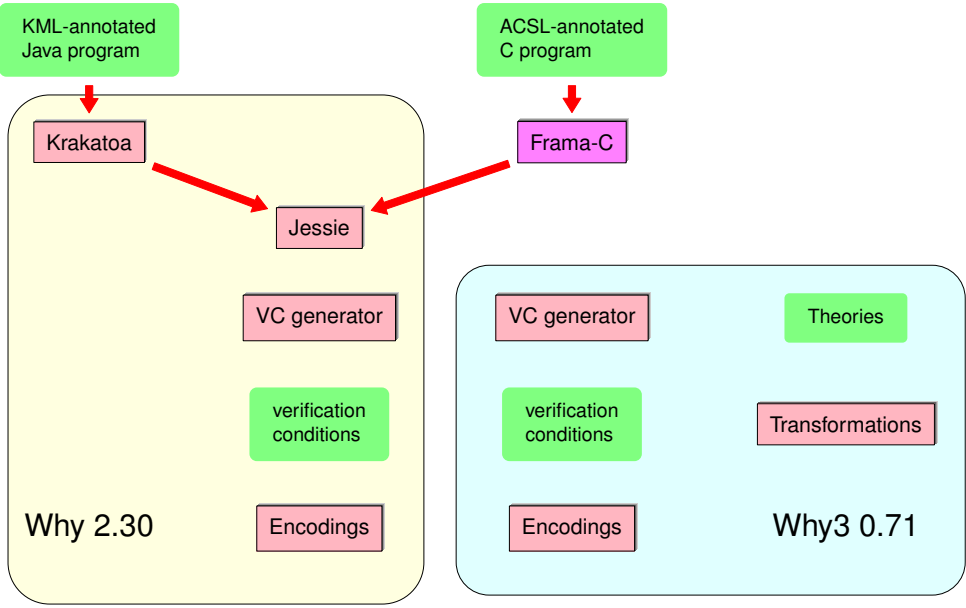 KML-annotated
Java program
ACSL-annotated
C program
Krakatoa
Frama-C
Jessie
VC generator
VC generator
Theories
verification
conditions
verification
conditions
Transformations
Why 2.30
Encodings
Encodings
Why3 0.71